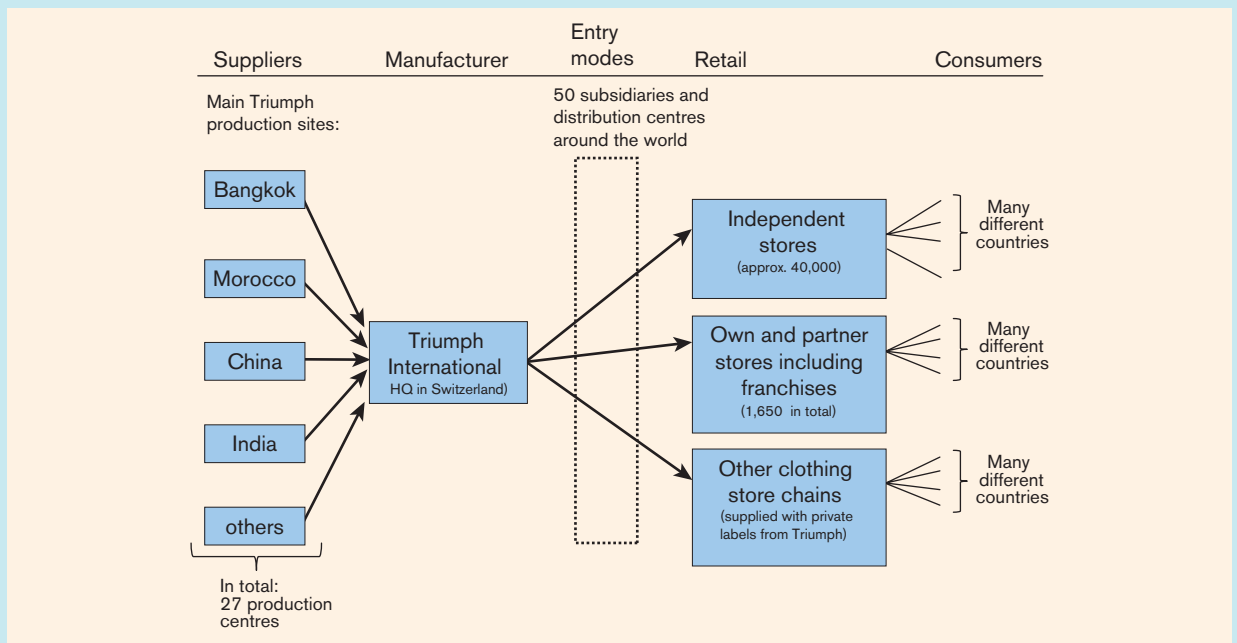 Suppliers
Manufacturer
Entry
modes
Retail
Consumers
Main Triumph
production sites:
50 subsidiaries and
distribution centres
around the world
Bangkok
Morocco
China
India
others
In total:
27 production
centres
Triumph
International
HQ in Switzerland)
Independent
stores
(approx. 40,000)
Many
different
countries
Own and partner
stores including
franchises
(1,650 in total)
Many
different
countries
Other clothing
store chains
(supplied with private
labels from Triumph)
Many
different
countries